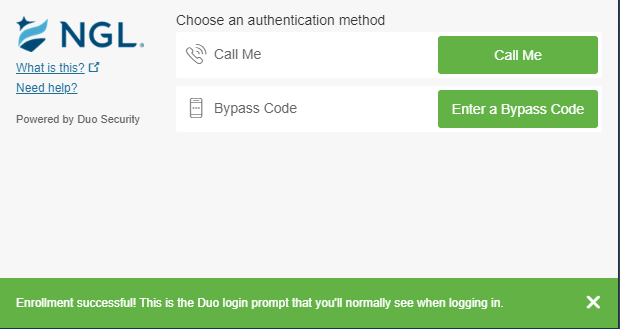 NGL.
What is this?
Need help?
Powered by Duo Security
Choose an authentication method
Call Me
Call Me
Bypass Code
Enter a Bypass Code
Enrollment successful! This is the Duo login prompt that you'll normally see when logging in.